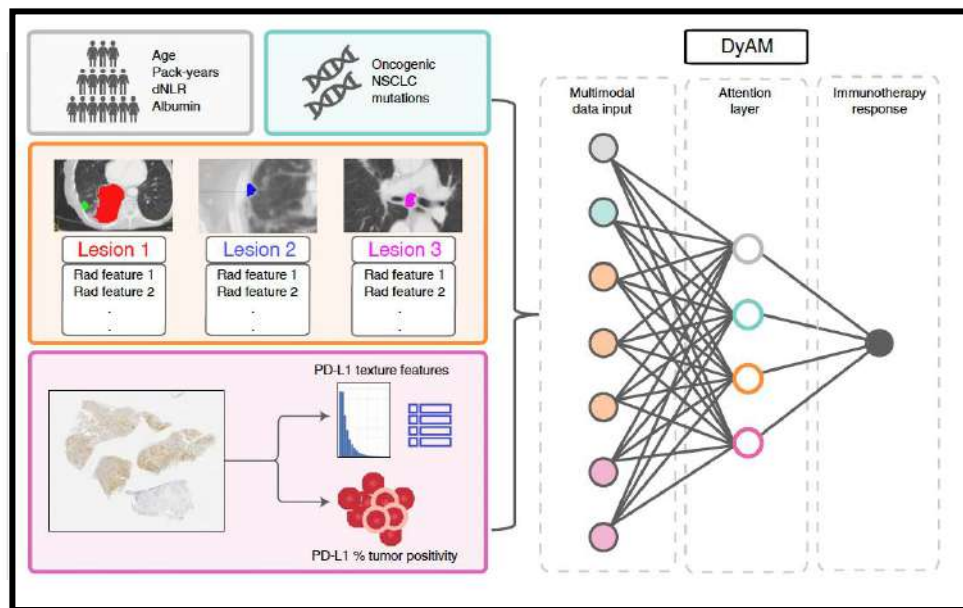 Age
Pack-years
dNLR
Albumin
Oncogenic
NSCLC
mutations
Lesion 1
Rad feature 1
Rad feature 2
.
.
Lesion 2
Rad feature 1
Rad feature 2
.
.
Lesion 3
Rad feature 1
Rad feature 2
.
.
PD-L1 texture features
PD-L1 % tumor positivity
DyAM
Multimodal
data input
Attention
layer
Immunotherapy
response